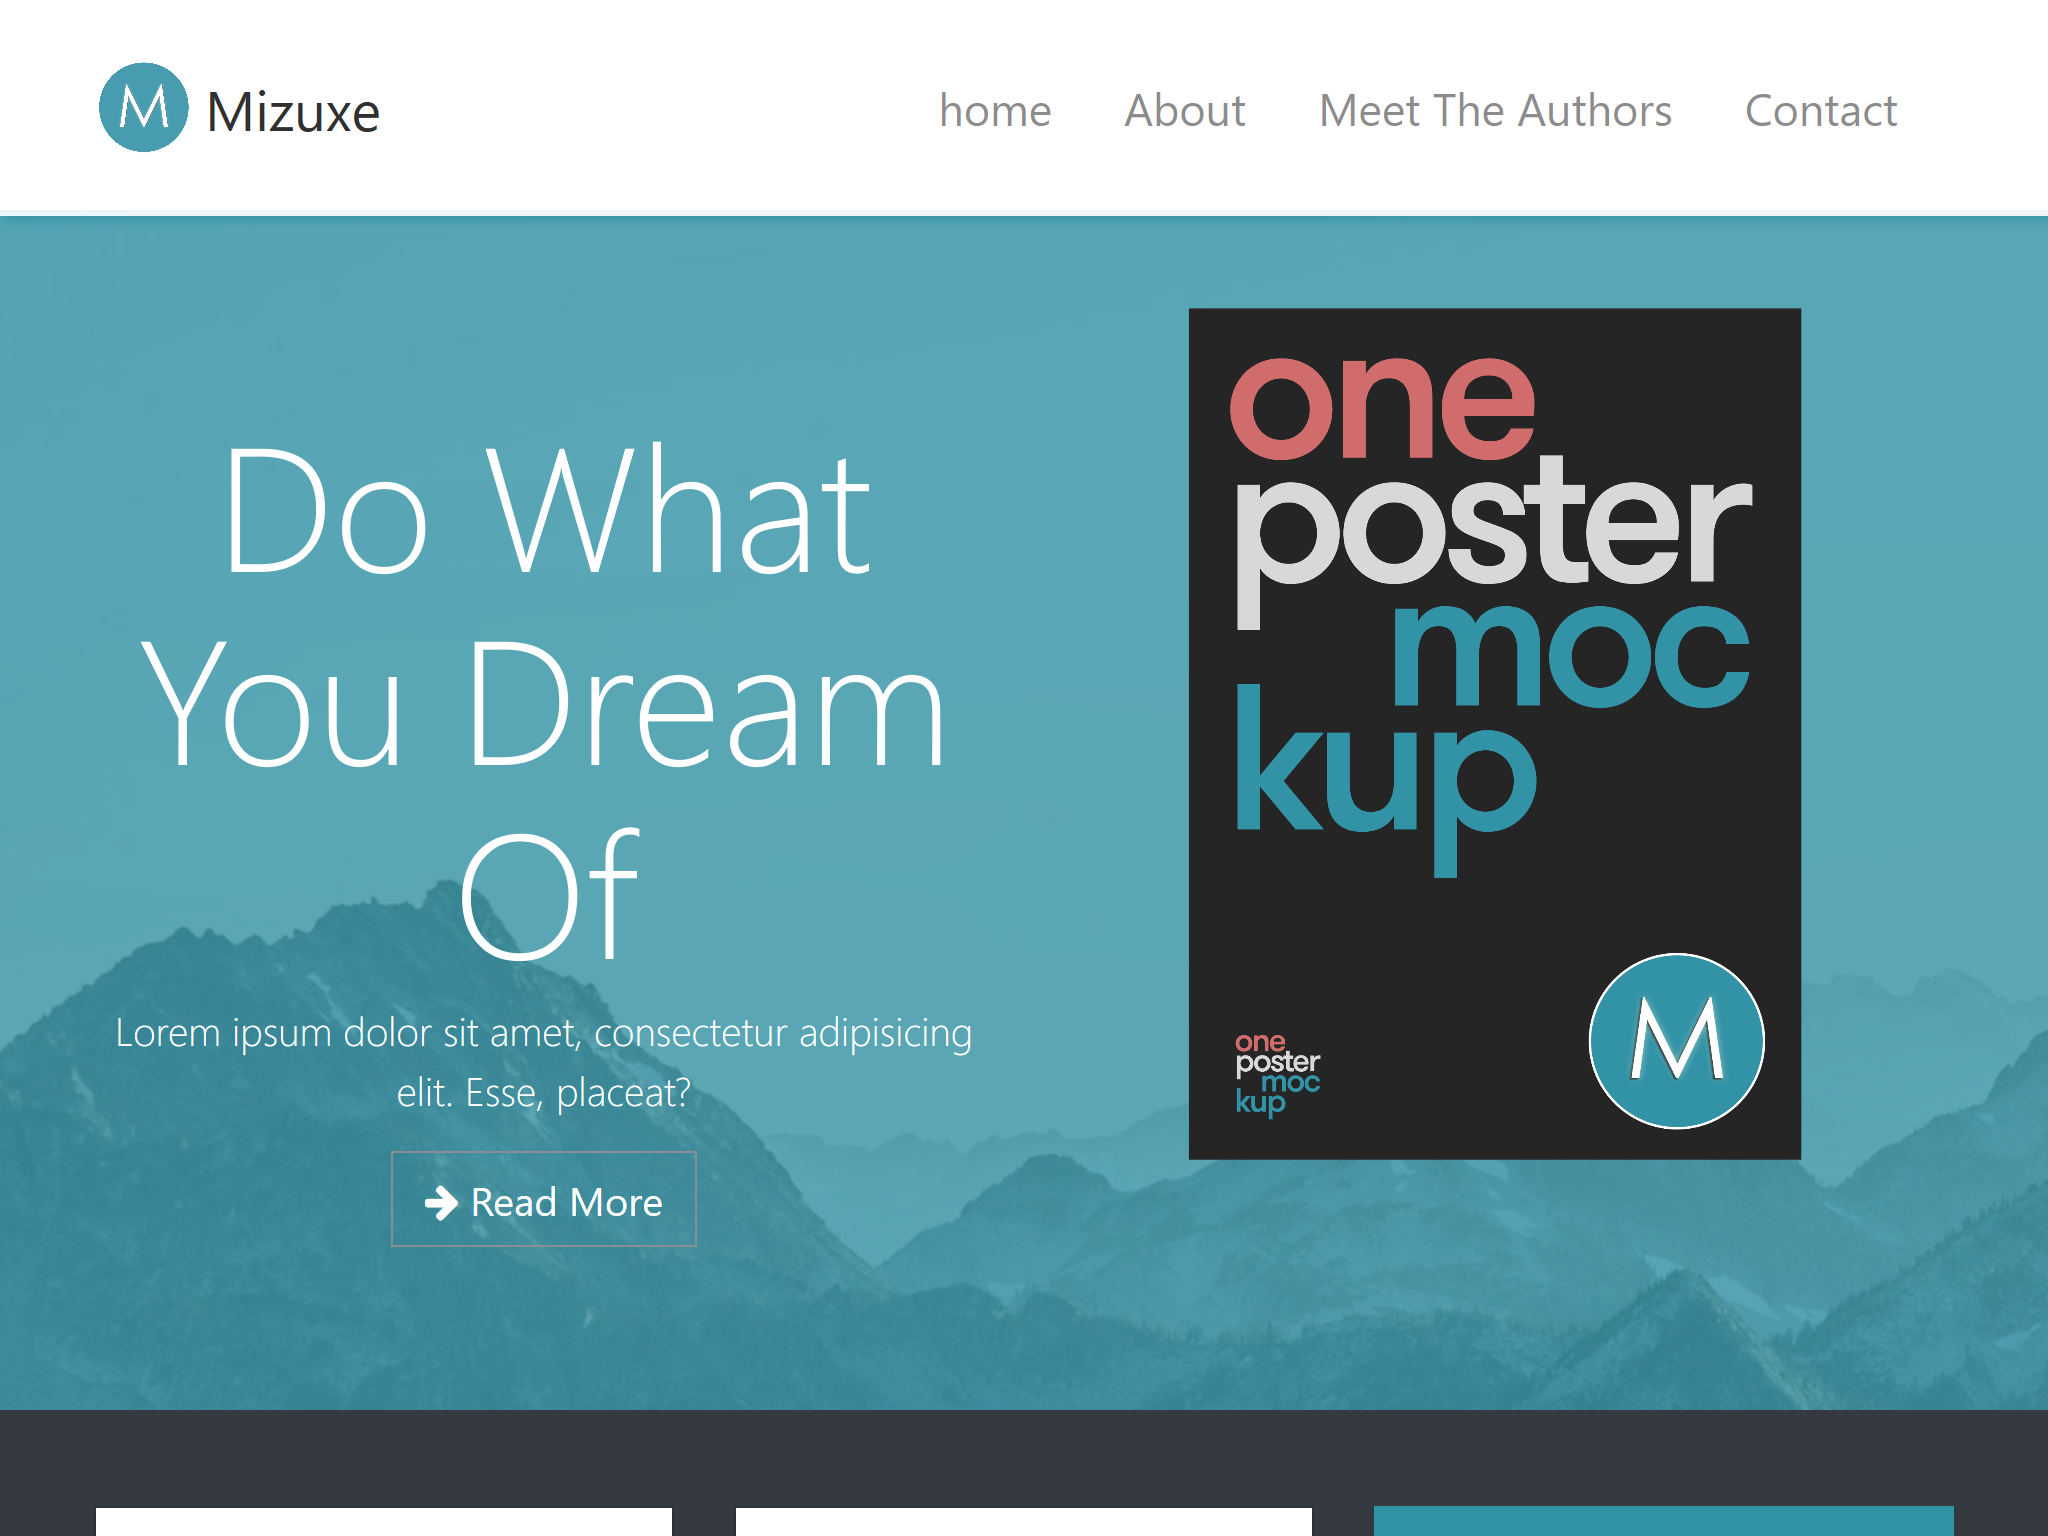 M Mizuxe
home About Meet The Authors Contact
Do What
You Dream
Of
Lorem ipsum dolor sit amet, consectetur adipisicing
elit. Esse, placeat?
Read More
one
poster
moc
kup
one
poster
moc
kup
M